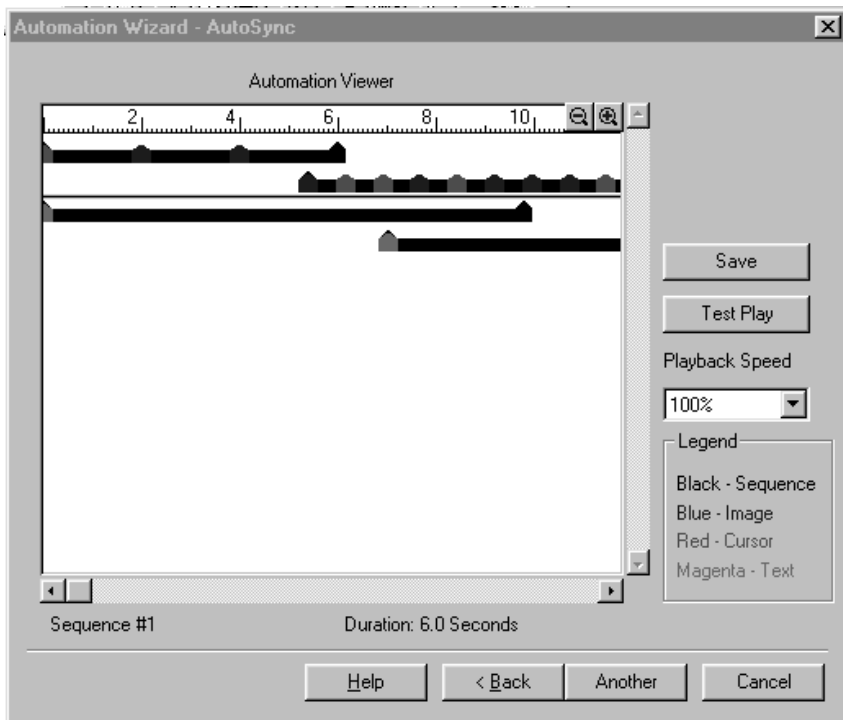 Automation Wizard - AutoSync
Automation Viewer
2 4 6 8 10
Save
Test Play
Playback Speed
100%
Legend
Black - Sequence
Blue - Image
Red - Cursor
Magenta - Text
Sequence #1 Duration: 6.0 Seconds
Help < Back Another Cancel